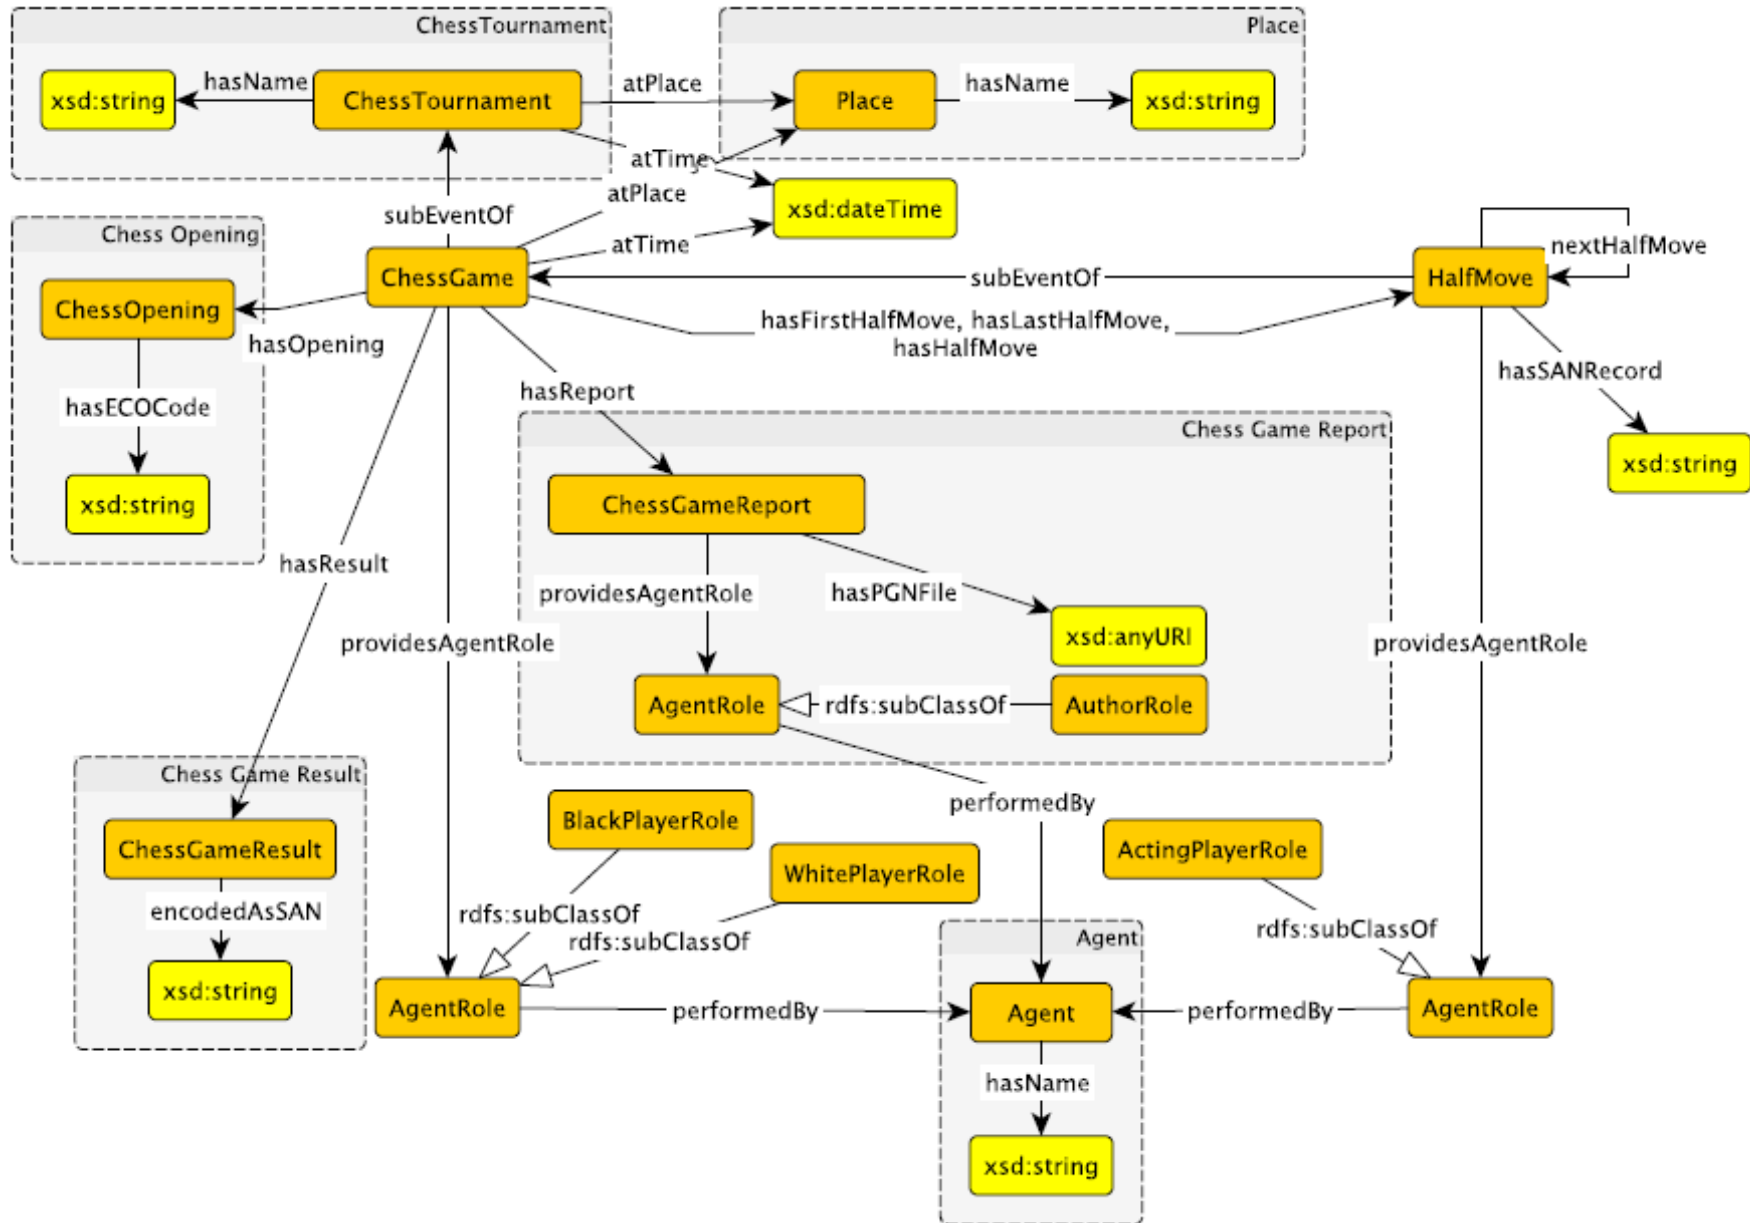 ChessTournament
Place
xsd:string
hasName
ChessTournament
atPlace
Place
hasName
xsd:string
atTime
atPlace
xsd:dateTime
subEventOf
atTime
Chess Opening
ChessOpening
hasOpening
hasECOCode
xsd:string
ChessGame
subEventOf
HalfMove
nextHalfMove
hasFirstHalfMove, hasLastHalfMove,
hasHalfMove
hasSANRecord
xsd:string
hasReport
Chess Game Report
ChessGameReport
providesAgentRole
hasPGNFile
xsd:anyURI
AgentRole
rdfs:subClassOf
AuthorRole
hasResult
providesAgentRole
providesAgentRole
Chess Game Result
ChessGameResult
encodedAsSAN
xsd:string
BlackPlayerRole
WhitePlayerRole
rdfs:subClassOf
rdfs:subClassOf
performedBy
ActingPlayerRole
rdfs:subClassOf
AgentRole
performedBy
Agent
Agent
performedBy
AgentRole
hasName
xsd:string